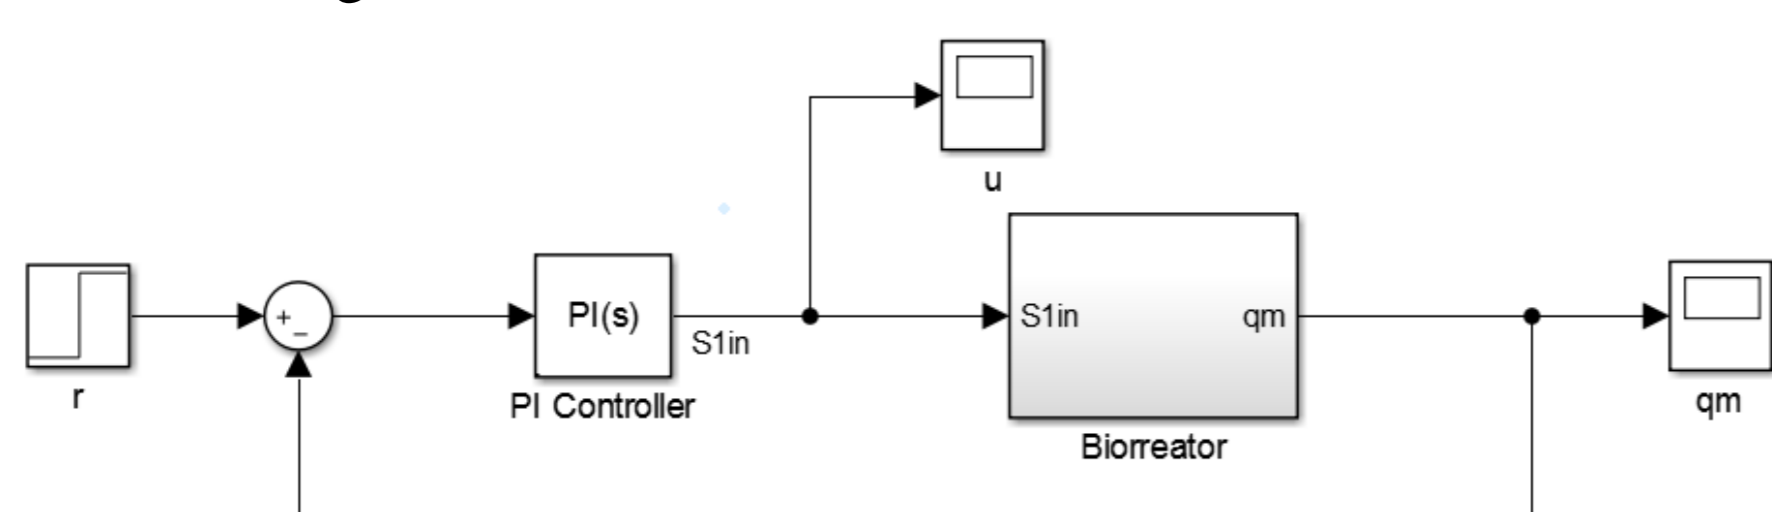 u
+
−
PI(s)
S1in
S1in
qm
r
PI Controller
Biorreator
qm